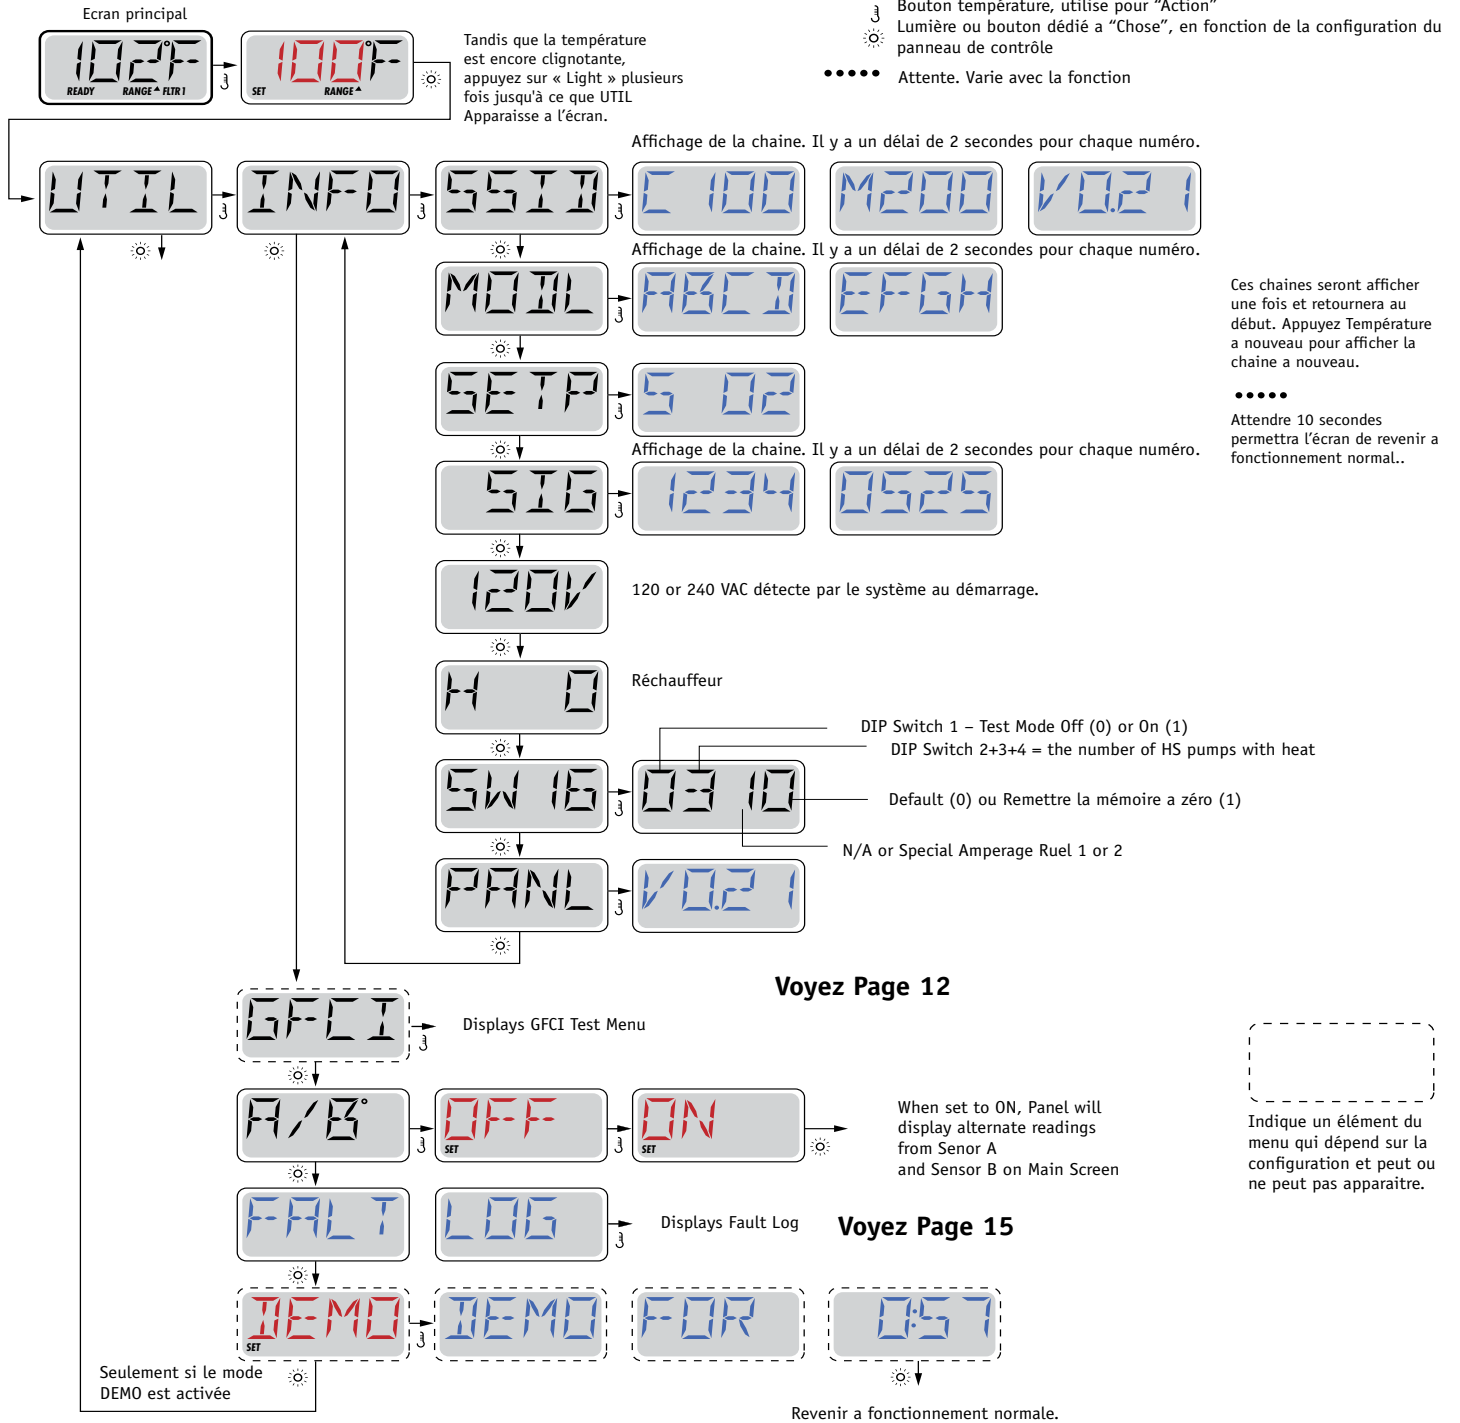 Bouton température, utilise pour “Action”
Ecran principal
Lumière ou bouton dédié a “Chose”, en fonction de la configuration du
panneau de contrôle
102°F
READY RANGE FLTR1
100°F
SET RANGE
Tandis que la température
est encore clignotante,
appuyez sur « Light » plusieurs
fois jusqu'à ce que UTIL
Apparaisse a l’écran.
Attente. Varie avec la fonction
Affichage de la chaine. Il y a un délai de 2 secondes pour chaque numéro.
UTIL INFO SSID C 100 M200 V0.21
Affichage de la chaine. Il y a un délai de 2 secondes pour chaque numéro.
MODL ABCD EFGH
Ces chaines seront afficher
une fois et retournera au
début. Appuyez Température
a nouveau pour afficher la
chaine a nouveau.
SETP S 02
Attendre 10 secondes
permettra l’écran de revenir a
fonctionnement normal..
Affichage de la chaine. Il y a un délai de 2 secondes pour chaque numéro.
SIG 1234 0525
120V
120 or 240 VAC détecte par le système au démarrage.
H 0
Réchauffeur
DIP Switch 1 – Test Mode Off (0) or On (1)
DIP Switch 2+3+4 = the number of HS pumps with heat
SW 16 0310
Default (0) ou Remettre la mémoire a zéro (1)
N/A or Special Amperage Ruel 1 or 2
PANL V0.21
Voyez Page 12
GFCI
Displays GFCI Test Menu
A/B°
OFF
SET
ON
SET
When set to ON, Panel will
display alternate readings
from Senor A
and Sensor B on Main Screen
Indique un élément du
menu qui dépend sur la
configuration et peut ou
ne peut pas apparaitre.
FALT LOG
Displays Fault Log
Voyez Page 15
DEMO
SET
DEMO FOR 0:57
Seulement si le mode
DEMO est activée
Revenir a fonctionnement normale.